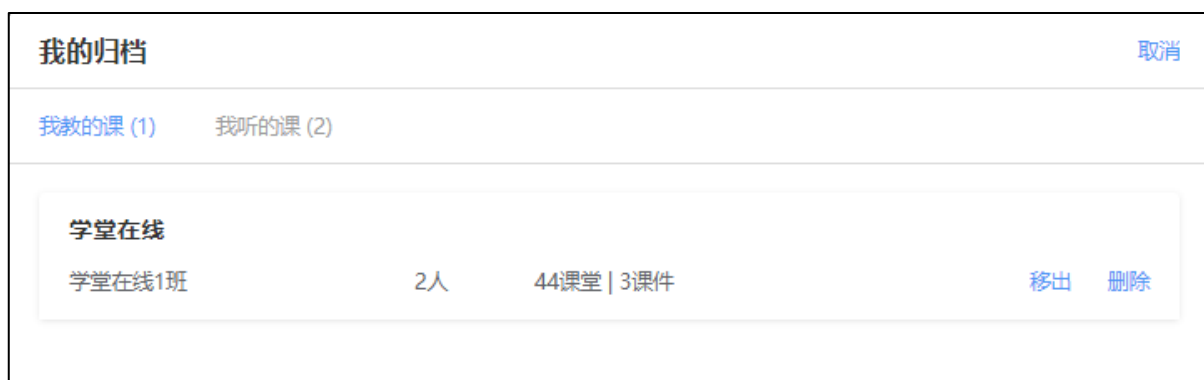 我的归档 取消
我教的课 (1) 我听的课 (2)
学堂在线
学堂在线1班 2人 44课堂 | 3课件 移出 删除